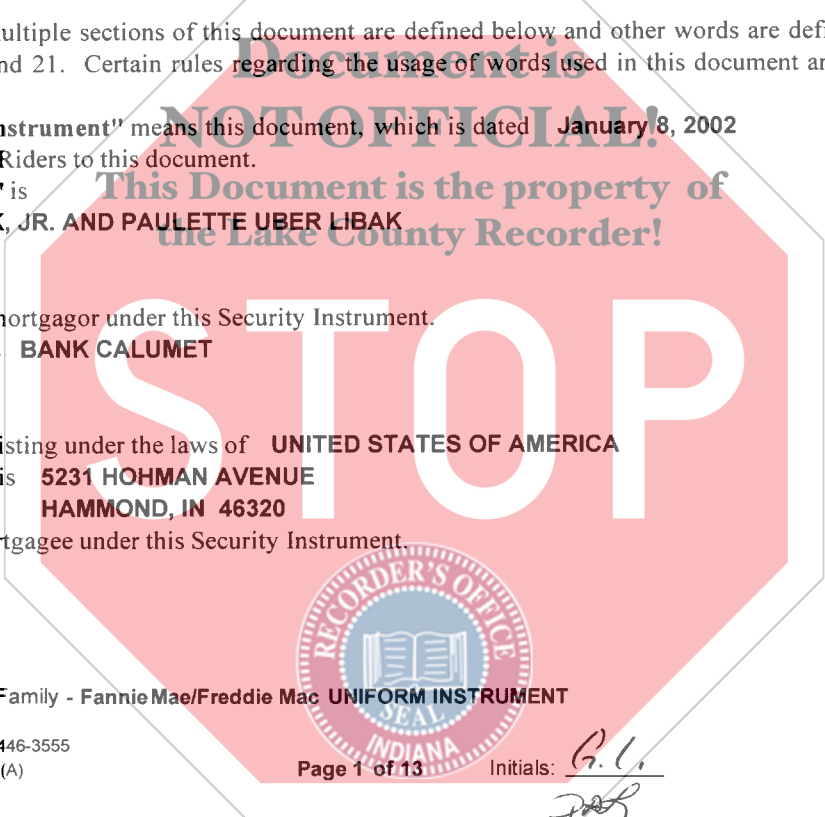 ultiple sections of this document are defined below and other words are defi
nd 21. Certain rules regarding the usage of words used in this document ar
Document is
NOT OFFICIAL!
This Document is the property of
the Lake County Recorder!
nstrument" means this document, which is dated January 8, 2002
Riders to this document.
" is
, JR. AND PAULETTE UBER LIBAK
STOP
mortgagor under this Security Instrument.
BANK CALUMET
isting under the laws of UNITED STATES OF AMERICA
is 5231 HOHMAN AVENUE
HAMMOND, IN 46320
rtgagee under this Security Instrument.
RECORDER'S OFFICE
SEAL
INDIANA
Family - Fannie Mae/Freddie Mac UNIFORM INSTRUMENT
446-3555
(A)
Page 1 of 13
Initials: G.L.